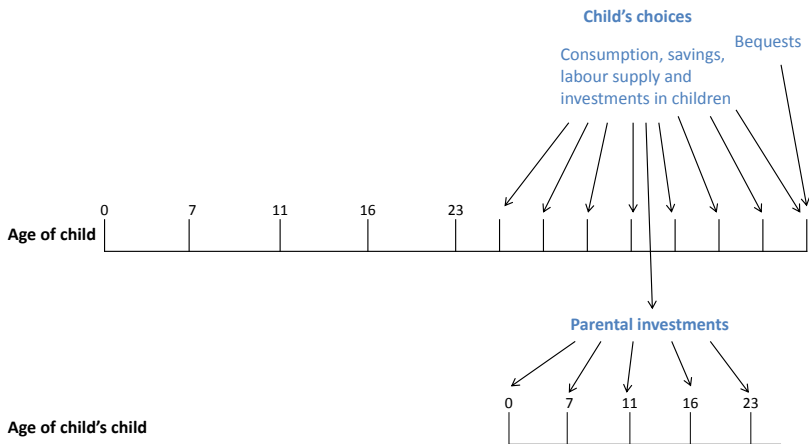 Child's choices
Bequests
Consumption, savings,
labour supply and
investments in children
0 7 11 16 23
Age of child
Parental investments
0 7 11 16 23
Age of child's child